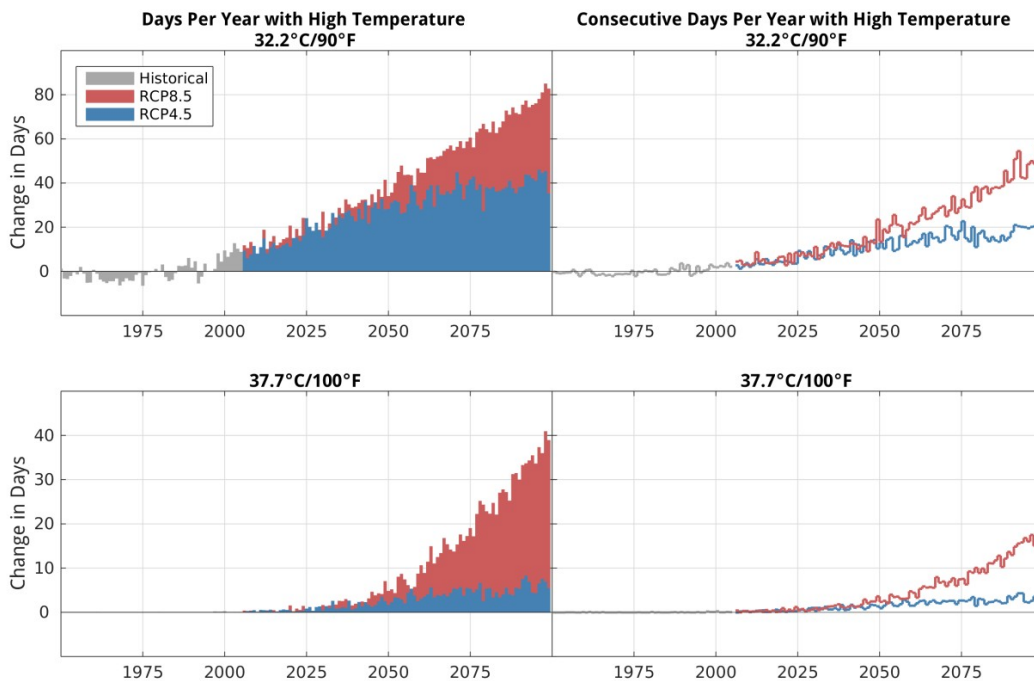 Days Per Year with High Temperature
32.2°C/90°F
Consecutive Days Per Year with High Temperature
32.2°C/90°F
Historical
RCP8.5
RCP4.5
Change in Days
80
60
40
20
0
1975 2000 2025 2050 2075
1975 2000 2025 2050 2075
37.7°C/100°F
37.7°C/100°F
Change in Days
40
30
20
10
0
1975 2000 2025 2050 2075
1975 2000 2025 2050 2075